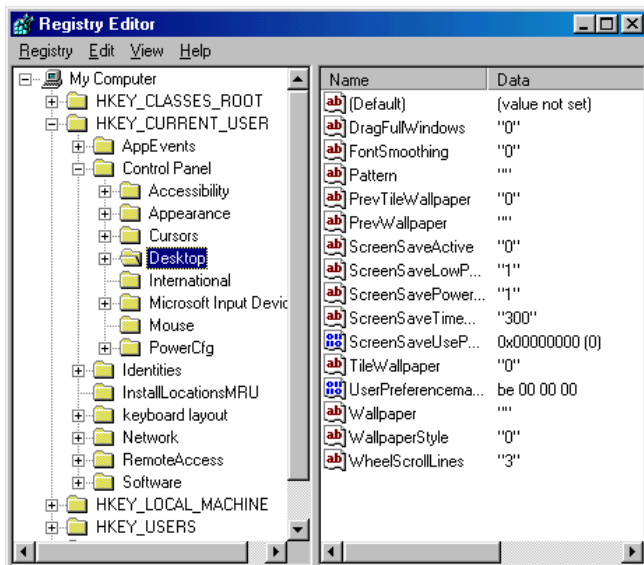 Registry Editor
Registry Edit View Help
My Computer
HKEY_CLASSES_ROOT
HKEY_CURRENT_USER
AppEvents
Control Panel
Accessibility
Appearance
Cursors
Desktop
International
Microsoft Input Devic
Mouse
PowerCfg
Identities
InstallLocationsMRU
keyboard layout
Network
RemoteAccess
Software
HKEY_LOCAL_MACHINE
HKEY_USERS
Name Data
(Default) (value not set)
DragFullWindows "0"
FontSmoothing "0"
Pattern ""
PrevTileWallpaper "0"
PrevWallpaper ""
ScreenSaveActive "0"
ScreenSaveLowP... "1"
ScreenSavePower... "1"
ScreenSaveTime... "300"
ScreenSaveUseP... 0x00000000 (0)
TileWallpaper "0"
UserPreferencema... be 00 00 00
Wallpaper ""
WallpaperStyle "0"
WheelScrollLines "3"